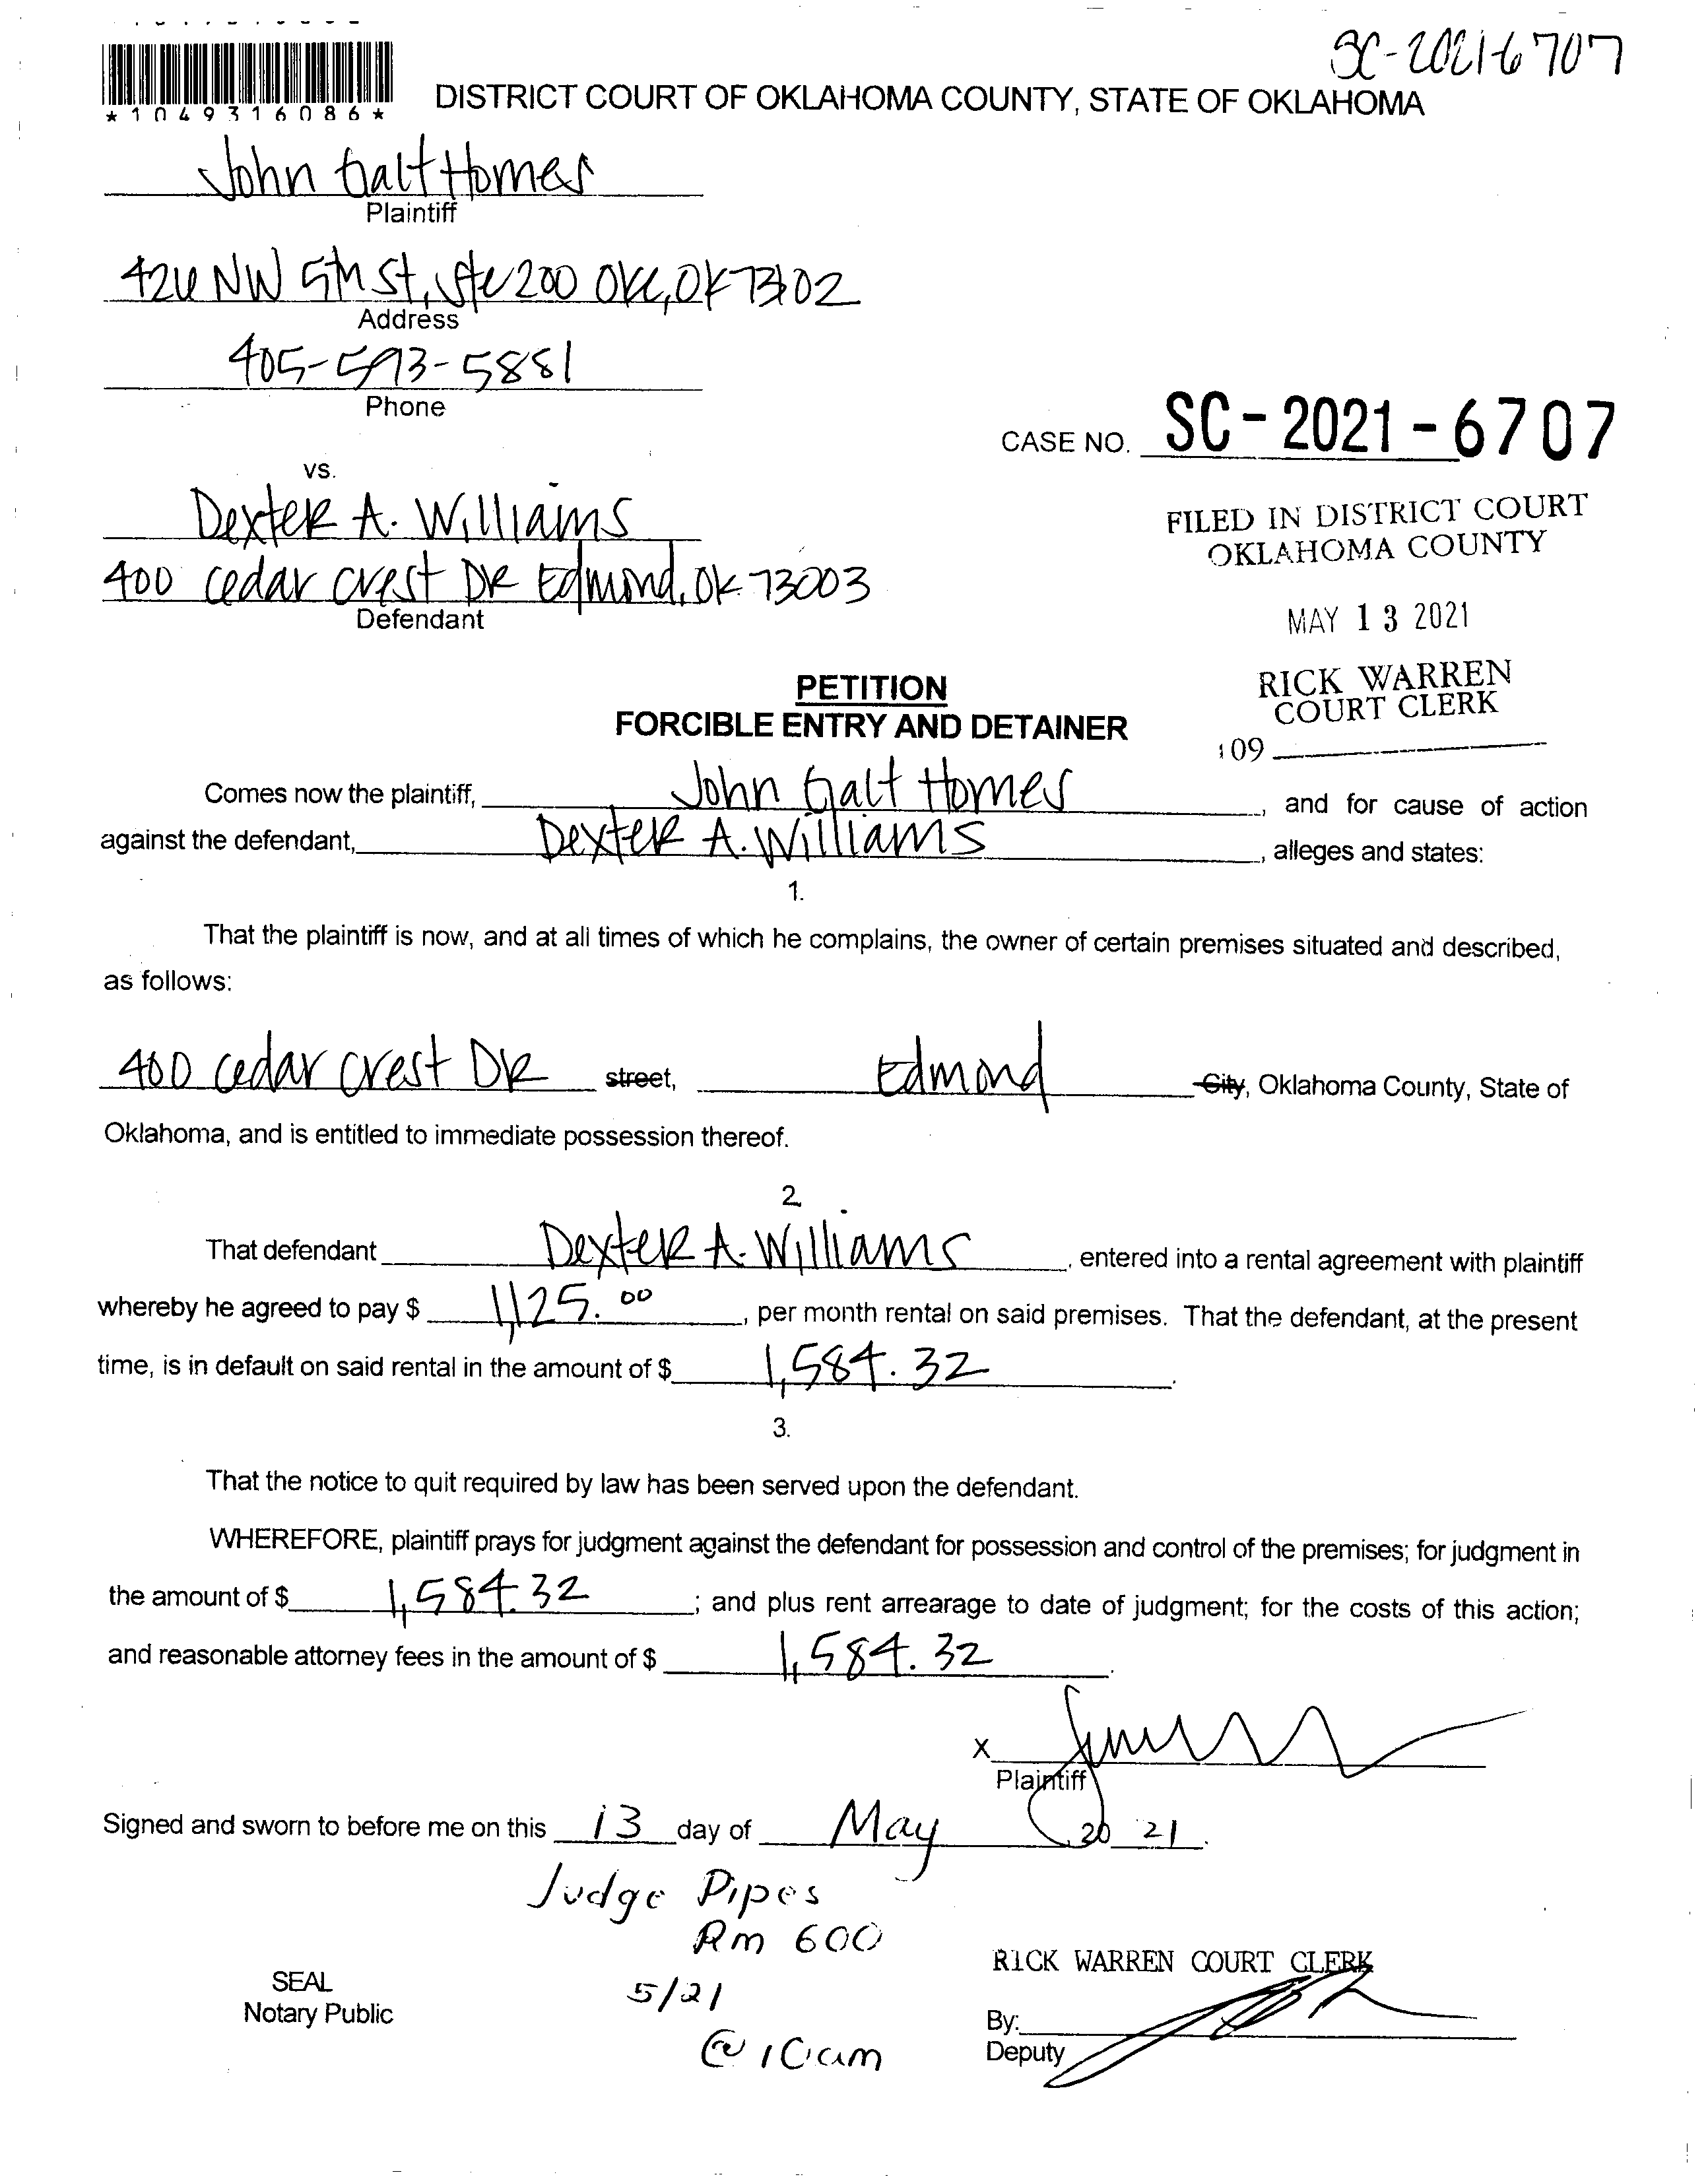 SC-2021-6707
*1049316086*
DISTRICT COURT OF OKLAHOMA COUNTY, STATE OF OKLAHOMA
John Galt Homes
Plaintiff
426 NW 5th St, Ste 200 OKC, OK 73102
Address
405-593-5881
Phone
CASE NO. SC-2021-6707
vs.
Dexter A. Williams
400 Cedar Crest DR Edmond, OK 73003
Defendant
FILED IN DISTRICT COURT
OKLAHOMA COUNTY
MAY 13 2021
RICK WARREN
COURT CLERK
109
PETITION
FORCIBLE ENTRY AND DETAINER
Comes now the plaintiff, John Galt Homes, and for cause of action
against the defendant, Dexter A. Williams, alleges and states:
1.
That the plaintiff is now, and at all times of which he complains, the owner of certain premises situated and described,
as follows:
400 Cedar Crest DR street, Edmond City, Oklahoma County, State of
Oklahoma, and is entitled to immediate possession thereof.
2.
That defendant Dexter A. Williams, entered into a rental agreement with plaintiff
whereby he agreed to pay $ 1,125.00, per month rental on said premises. That the defendant, at the present
time, is in default on said rental in the amount of $ 1,584.32.
3.
That the notice to quit required by law has been served upon the defendant.
WHEREFORE, plaintiff prays for judgment against the defendant for possession and control of the premises; for judgment in
the amount of $ 1,584.32; and plus rent arrearage to date of judgment; for the costs of this action;
and reasonable attorney fees in the amount of $ 1,584.32.
X
Plaintiff
Signed and sworn to before me on this 13 day of May, 20 21.
Judge Pipes
Rm 600
5/21
@ 10am
SEAL
Notary Public
RICK WARREN COURT CLERK
By:
Deputy